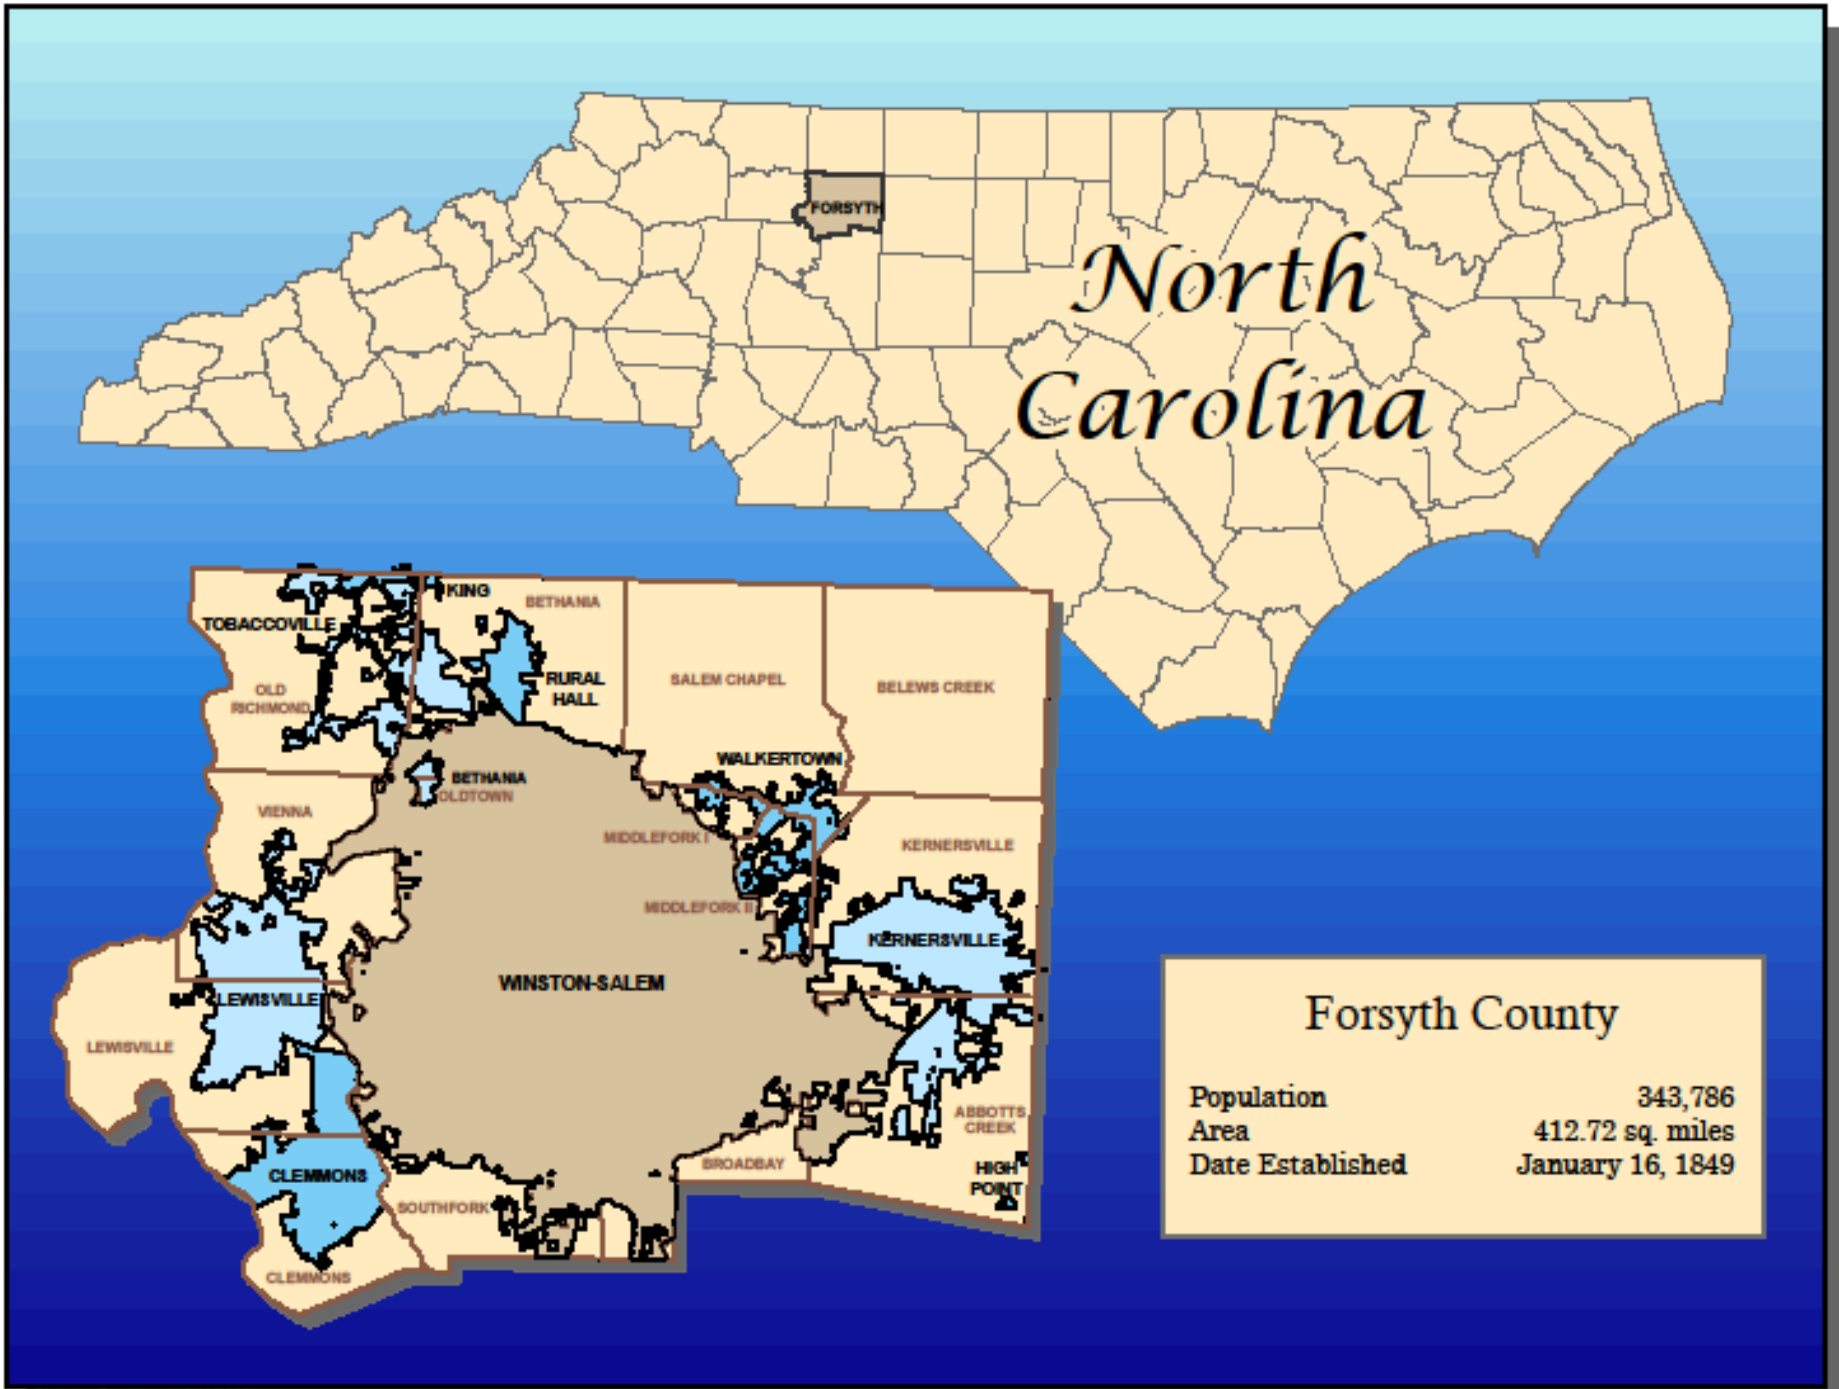 FORSYTH
North
Carolina
KING
BETHANIA
TOBACCOVILLE
RURAL
HALL
SALEM CHAPEL
BELEWS CREEK
OLD
RICHMOND
WALKERTOWN
BETHANIA
OLDTOWN
VIENNA
MIDDLEFORK I
KERNERSVILLE
MIDDLEFORK II
KERNERSVILLE
WINSTON-SALEM
LEWISVILLE
LEWISVILLE
ABBOTTS
CREEK
BROADBAY
HIGH
POINT
CLEMMONS
SOUTHFORK
CLEMMONS
Forsyth County
Population 343,786
Area 412.72 sq. miles
Date Established January 16, 1849